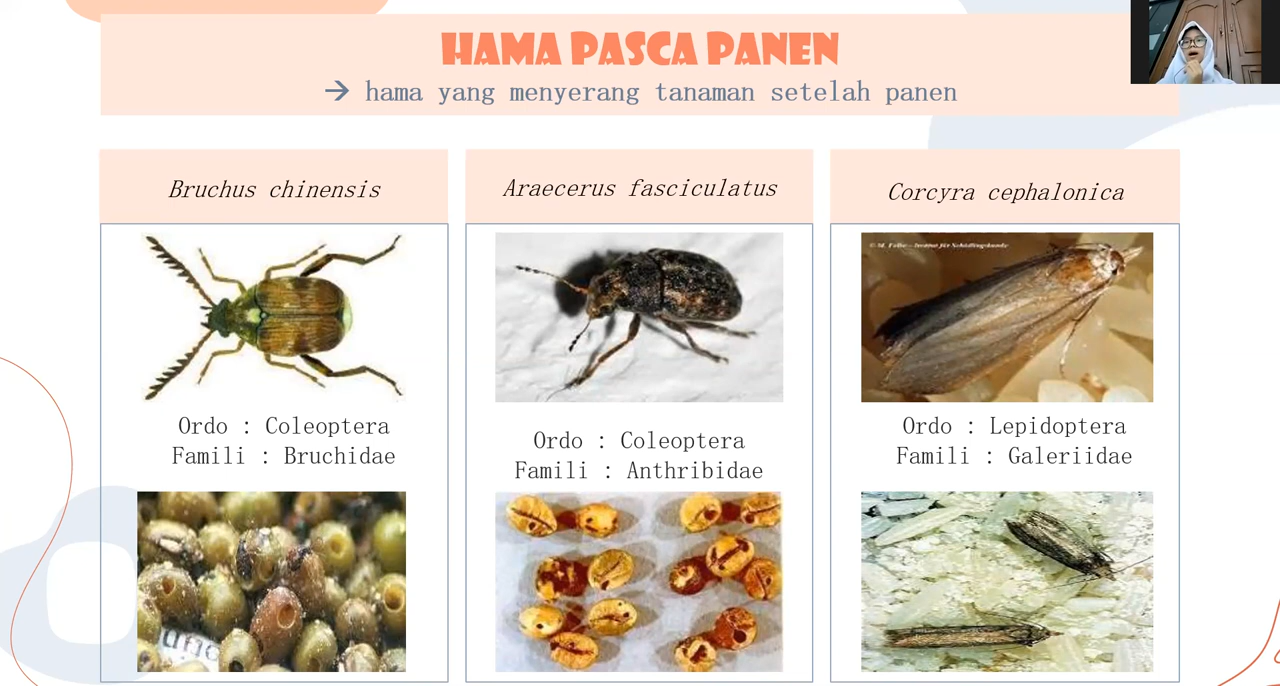 HAMA PASCA PANEN
→ hama yang menyerang tanaman setelah panen
Bruchus chinensis
Araecerus fasciculatus
Corcyra cephalonica
Ordo : Coleoptera
Famili : Bruchidae
Ordo : Coleoptera
Famili : Anthribidae
Ordo : Lepidoptera
Famili : Galeriidae